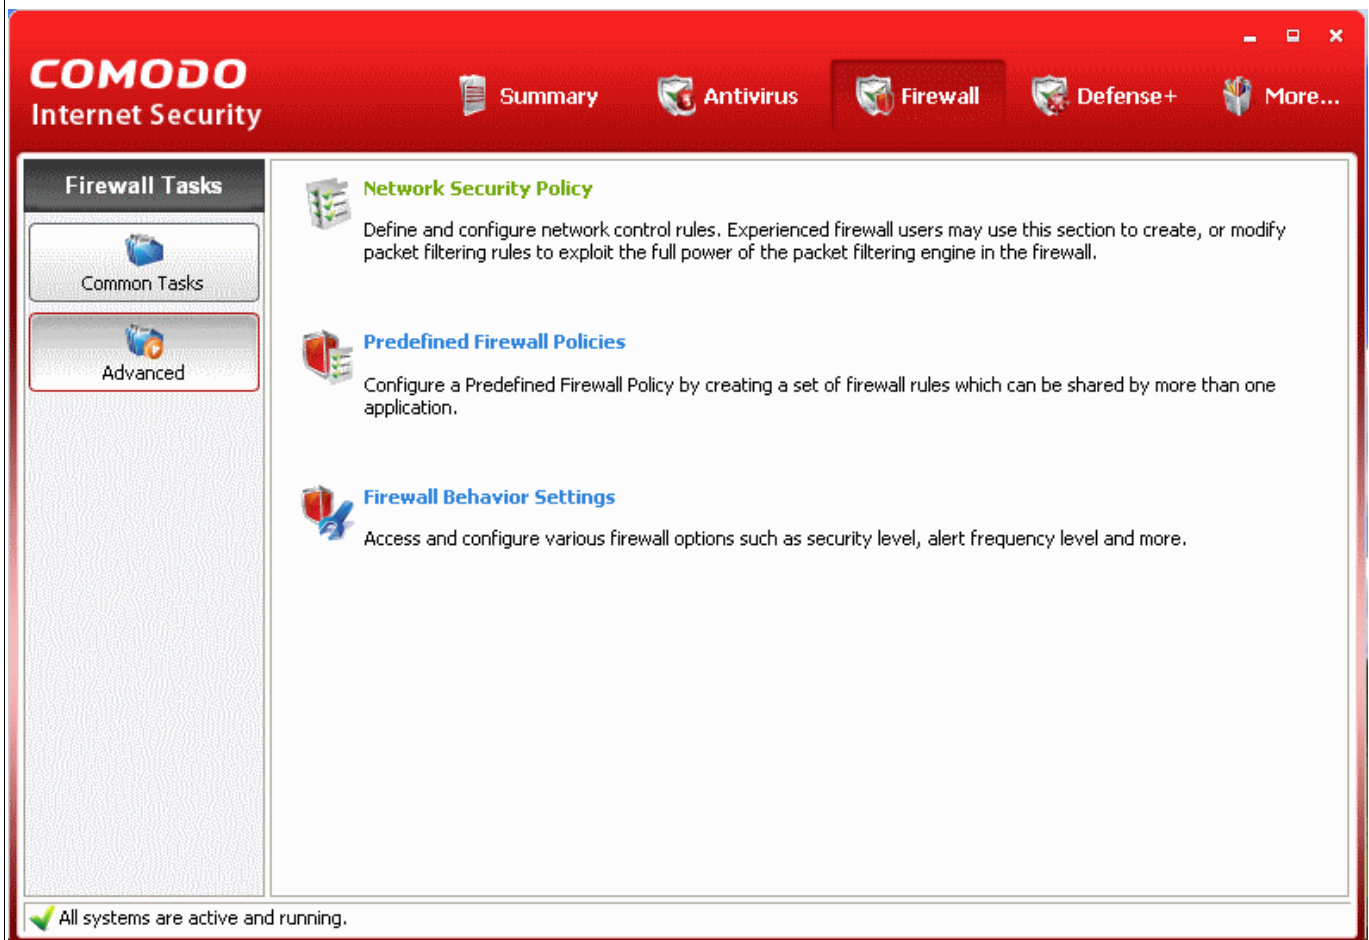 COMODO
Internet Security
Summary
Antivirus
Firewall
Defense+
More...
Firewall Tasks
Common Tasks
Advanced
Network Security Policy
Define and configure network control rules. Experienced firewall users may use this section to create, or modify
packet filtering rules to exploit the full power of the packet filtering engine in the firewall.
Predefined Firewall Policies
Configure a Predefined Firewall Policy by creating a set of firewall rules which can be shared by more than one
application.
Firewall Behavior Settings
Access and configure various firewall options such as security level, alert frequency level and more.
All systems are active and running.